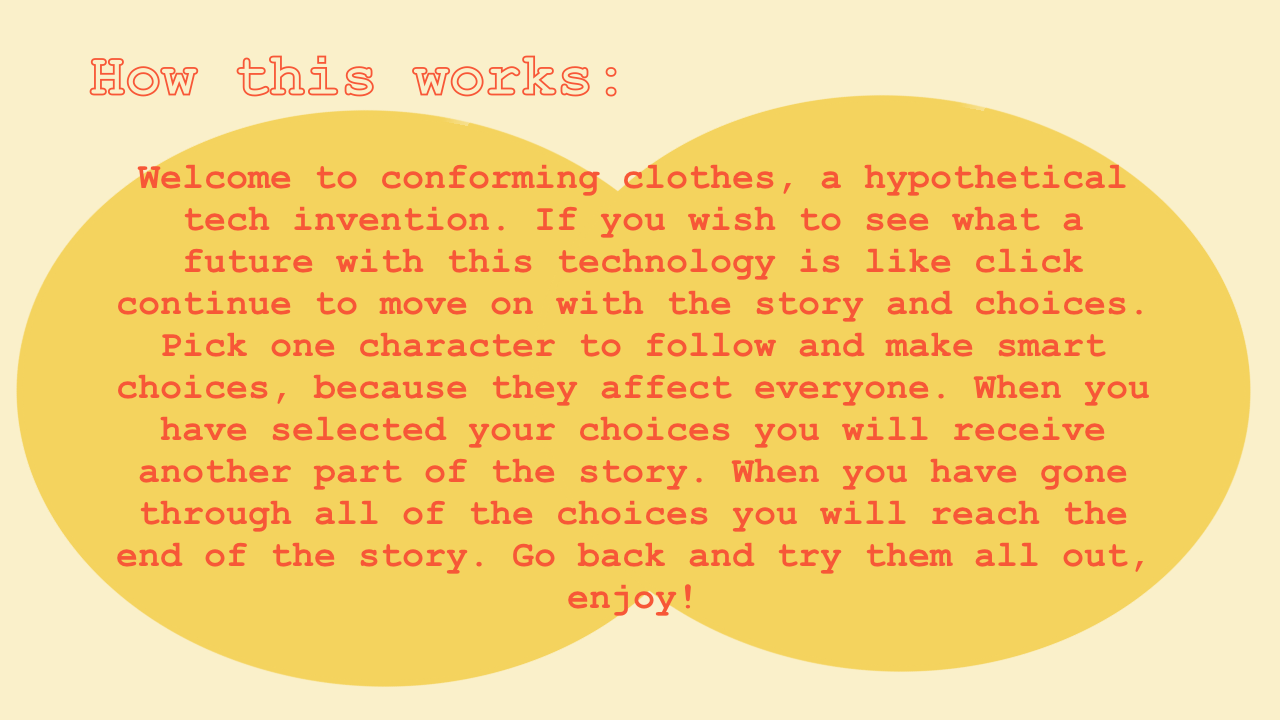 How this works:
Welcome to conforming clothes, a hypothetical
tech invention. If you wish to see what a
future with this technology is like click
continue to move on with the story and choices.
Pick one character to follow and make smart
choices, because they affect everyone. When you
have selected your choices you will receive
another part of the story. When you have gone
through all of the choices you will reach the
end of the story. Go back and try them all out,
enjoy!